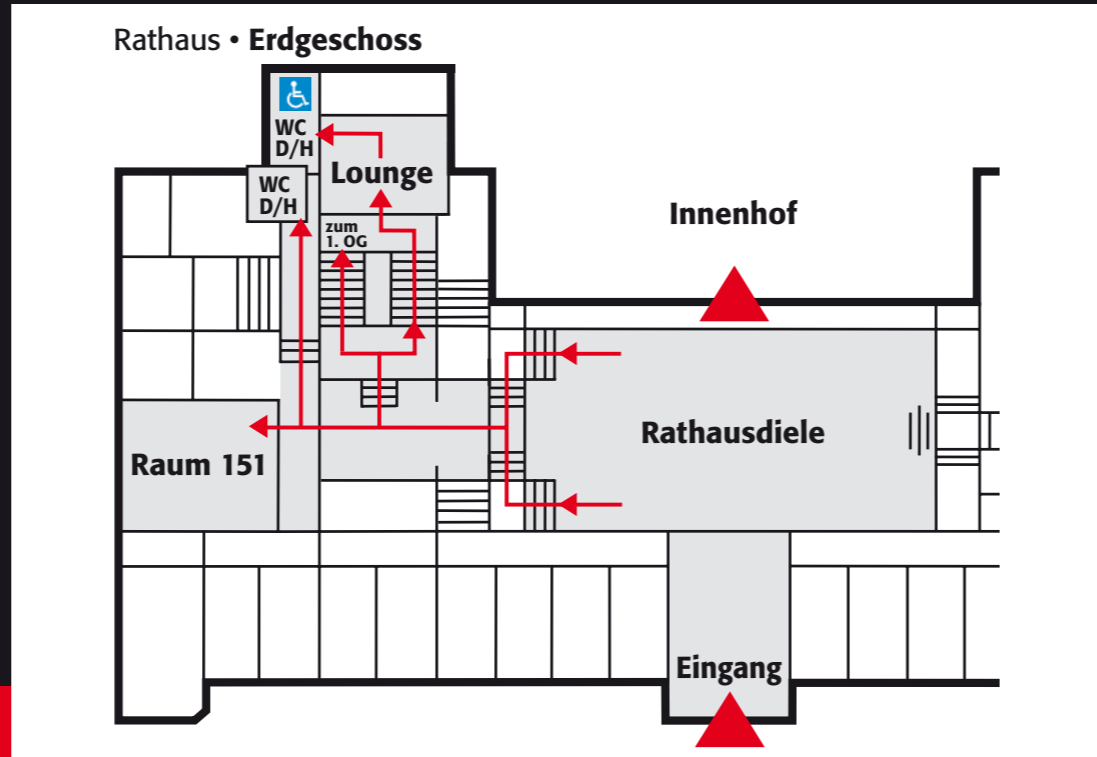 Rathaus • Erdgeschoss
WC
D/H
Lounge
WC
D/H
zum
1. OG
Innenhof
Rathausdiele
Raum 151
Eingang